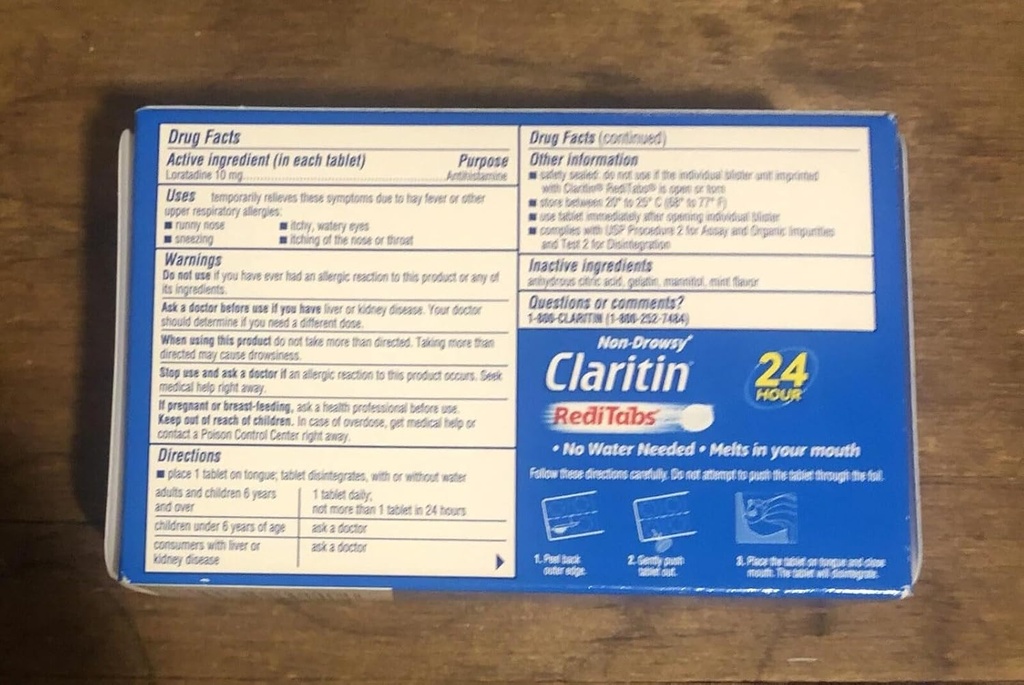 Drug Facts
Active ingredient (in each tablet) Purpose
Loratadine 10 mg Antihistamine
Uses temporarily relieves these symptoms due to hay fever or other
upper respiratory allergies:
■ runny nose ■ itchy, watery eyes
■ sneezing ■ itching of the nose or throat
Warnings
Do not use if you have ever had an allergic reaction to this product or any of
its ingredients.
Ask a doctor before use if you have liver or kidney disease. Your doctor
should determine if you need a different dose.
When using this product do not take more than directed. Taking more than
directed may cause drowsiness.
Stop use and ask a doctor if an allergic reaction to this product occurs. Seek
medical help right away.
If pregnant or breast-feeding, ask a health professional before use.
Keep out of reach of children. In case of overdose, get medical help or
contact a Poison Control Center right away.
Directions
■ place 1 tablet on tongue; tablet disintegrates, with or without water
adults and children 6 years
and over
1 tablet daily;
not more than 1 tablet in 24 hours
children under 6 years of age ask a doctor
consumers with liver or
kidney disease
ask a doctor
Drug Facts (continued)
Other information
■ safety sealed: do not use if the individual blister unit imprinted
with Claritin® RediTabs® is open or torn
■ store between 20° to 25° C (68° to 77° F)
■ use tablet immediately after opening individual blister
■ complies with USP Procedure 2 for Assay and Organic Impurities
and Test 2 for Disintegration
Inactive ingredients
anhydrous citric acid, gelatin, mannitol, mint flavor
Questions or comments?
1-800-CLARITIN (1-800-252-7484)
Non-Drowsy*
Claritin®
24
HOUR
RediTabs®
• No Water Needed • Melts in your mouth
Follow these directions carefully. Do not attempt to push the tablet through the foil.
1. Peel back
outer edge.
2. Gently push
tablet out.
3. Place the tablet on tongue and close
mouth. The tablet will disintegrate.